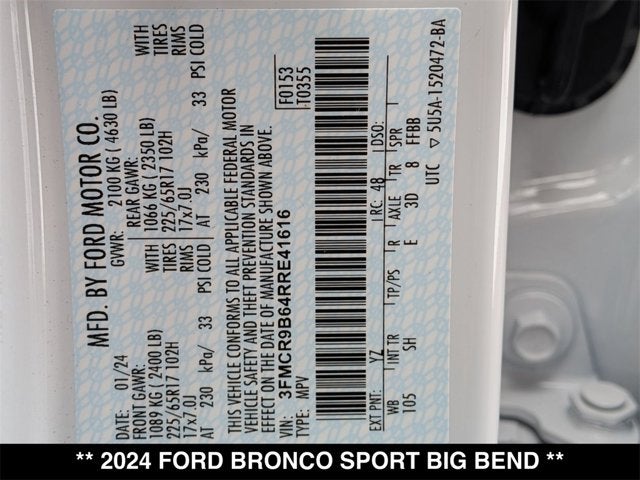 MFD. BY FORD MOTOR CO.
DATE: 01/24 GVWR: 2100 KG ( 4630 LB)
FRONT GAWR: REAR GAWR: WITH
1089 KG ( 2400 LB) 1066 KG ( 2350 LB) TIRES
225/65R17 102H 225/65R17 102H RIMS
17x7.0J 17x7.0J PSI COLD
AT 230 kPa/ 33 PSI COLD AT 230 kPa/ 33
WITH
TIRES
RIMS
THIS VEHICLE CONFORMS TO ALL APPLICABLE FEDERAL MOTOR
VEHICLE SAFETY AND THEFT PREVENTION STANDARDS IN
EFFECT ON THE DATE OF MANUFACTURE SHOWN ABOVE.
VIN: 3FMCR9B64RRE41616 F0153
TYPE: MPV T0355
EXT PNT: YZ RC: 48 DSO:
WB INT TR TP/PS R AXLE TR SPR
105 SH E 3D 8 FFBB
UTC ▽ 5U5A-1520472-BA
** 2024 FORD BRONCO SPORT BIG BEND **